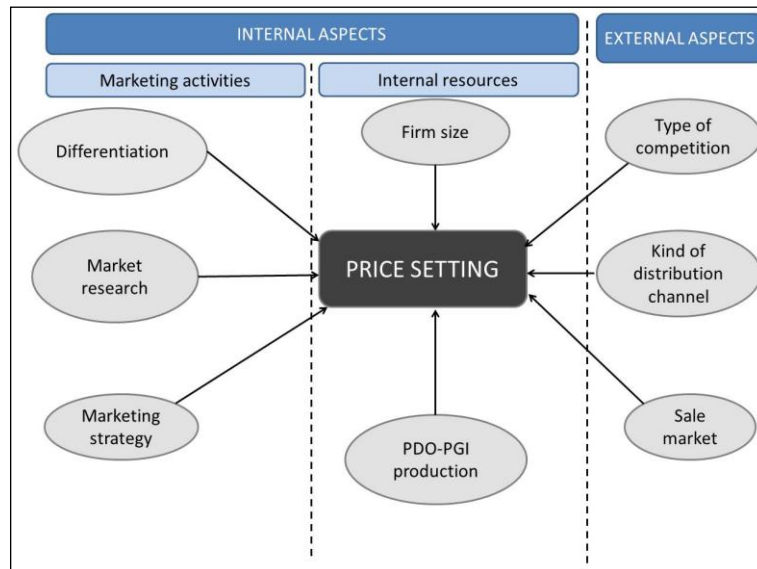 INTERNAL ASPECTS
EXTERNAL ASPECTS
Marketing activities
Internal resources
Differentiation
Firm size
Type of
competition
Market
research
PRICE SETTING
Kind of
distribution
channel
Marketing
strategy
PDO-PGI
production
Sale
market